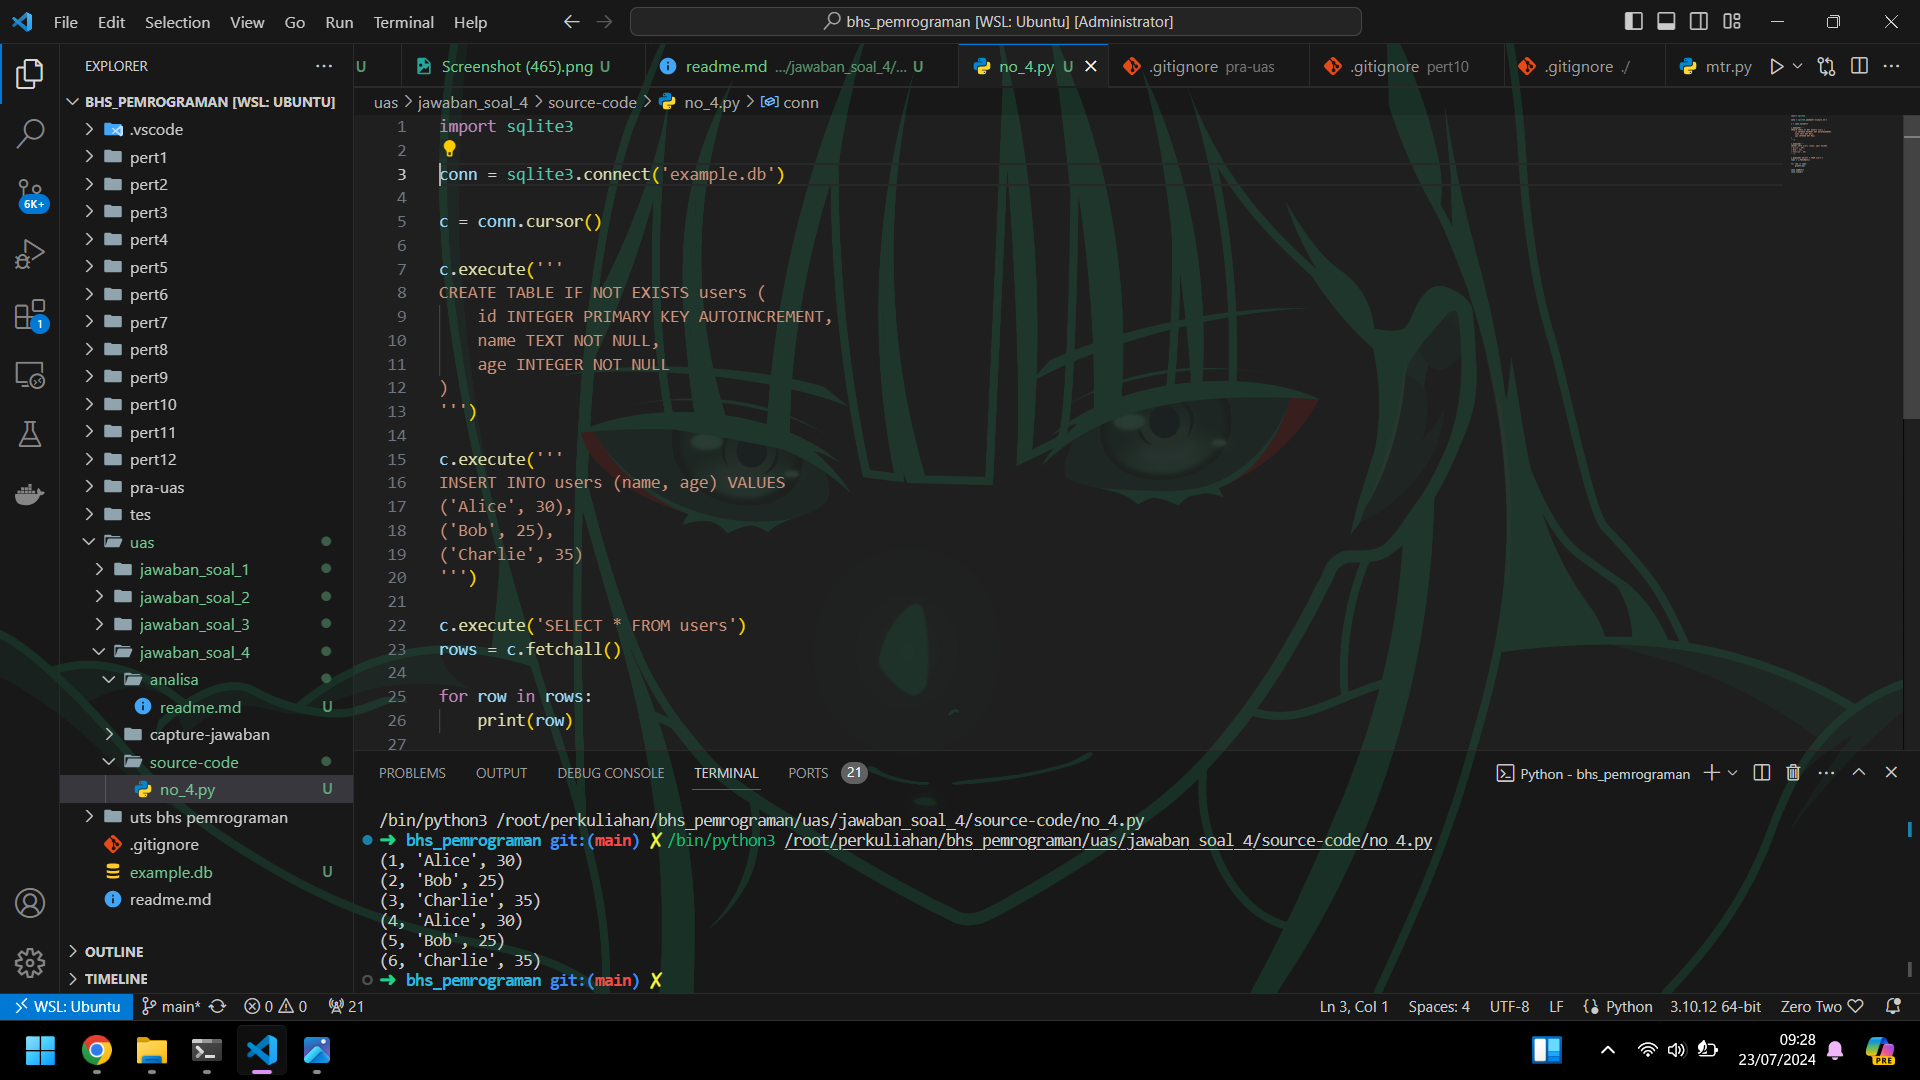 File Edit Selection View Go Run Terminal Help
bhs_pemrograman [WSL: Ubuntu] [Administrator]
EXPLORER
U
Screenshot (465).png U
readme.md .../jawaban_soal_4/... U
no_4.py U
.gitignore pra-uas
.gitignore pert10
.gitignore ./
mtr.py
BHS_PEMROGRAMAN [WSL: UBUNTU]
.vscode
pert1
pert2
pert3
pert4
pert5
pert6
pert7
pert8
pert9
pert10
pert11
pert12
pra-uas
tes
uas
jawaban_soal_1
jawaban_soal_2
jawaban_soal_3
jawaban_soal_4
analisa
readme.md U
capture-jawaban
source-code
no_4.py U
uts bhs pemrograman
.gitignore
example.db U
readme.md
OUTLINE
TIMELINE
6K+
1
uas > jawaban_soal_4 > source-code > no_4.py > conn
1 import sqlite3
2
3 conn = sqlite3.connect('example.db')
4
5 c = conn.cursor()
6
7 c.execute('''
8 CREATE TABLE IF NOT EXISTS users (
9     id INTEGER PRIMARY KEY AUTOINCREMENT,
10     name TEXT NOT NULL,
11     age INTEGER NOT NULL
12 )
13 ''')
14
15 c.execute('''
16 INSERT INTO users (name, age) VALUES
17 ('Alice', 30),
18 ('Bob', 25),
19 ('Charlie', 35)
20 ''')
21
22 c.execute('SELECT * FROM users')
23 rows = c.fetchall()
24
25 for row in rows:
26     print(row)
27
PROBLEMS OUTPUT DEBUG CONSOLE TERMINAL PORTS 21
Python - bhs_pemrograman
/bin/python3 /root/perkuliahan/bhs_pemrograman/uas/jawaban_soal_4/source-code/no_4.py
➜ bhs_pemrograman git:(main) ✗ /bin/python3 /root/perkuliahan/bhs_pemrograman/uas/jawaban_soal_4/source-code/no_4.py
(1, 'Alice', 30)
(2, 'Bob', 25)
(3, 'Charlie', 35)
(4, 'Alice', 30)
(5, 'Bob', 25)
(6, 'Charlie', 35)
➜ bhs_pemrograman git:(main) ✗
WSL: Ubuntu main* 0 0 21
Ln 3, Col 1 Spaces: 4 UTF-8 LF Python 3.10.12 64-bit Zero Two
09:28
23/07/2024
PRE